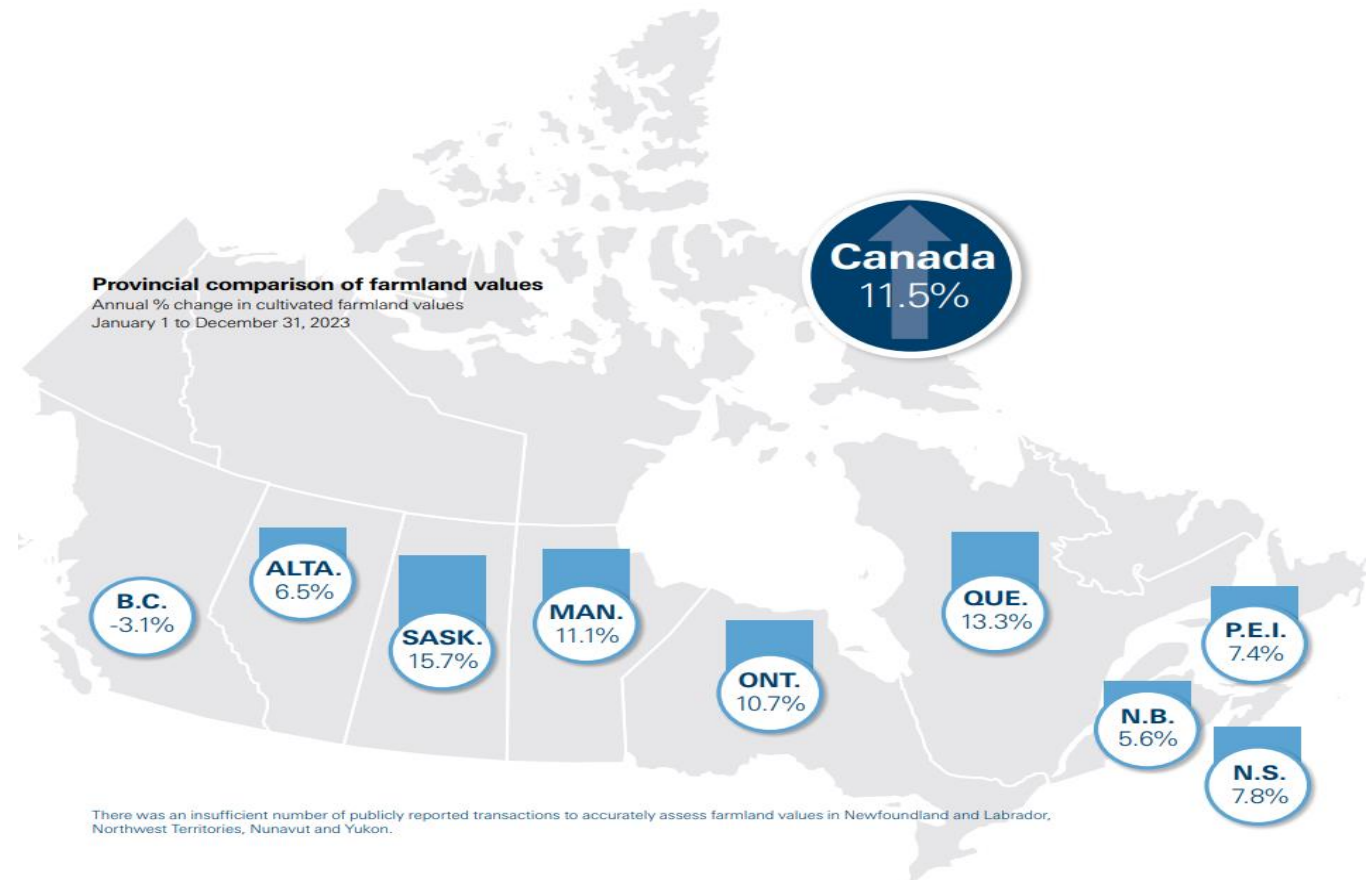 Canada
11.5%
Provincial comparison of farmland values
Annual % change in cultivated farmland values
January 1 to December 31, 2023
B.C.
-3.1%
ALTA.
6.5%
SASK.
15.7%
MAN.
11.1%
ONT.
10.7%
QUE.
13.3%
P.E.I.
7.4%
N.B.
5.6%
N.S.
7.8%
There was an insufficient number of publicly reported transactions to accurately assess farmland values in Newfoundland and Labrador,
Northwest Territories, Nunavut and Yukon.